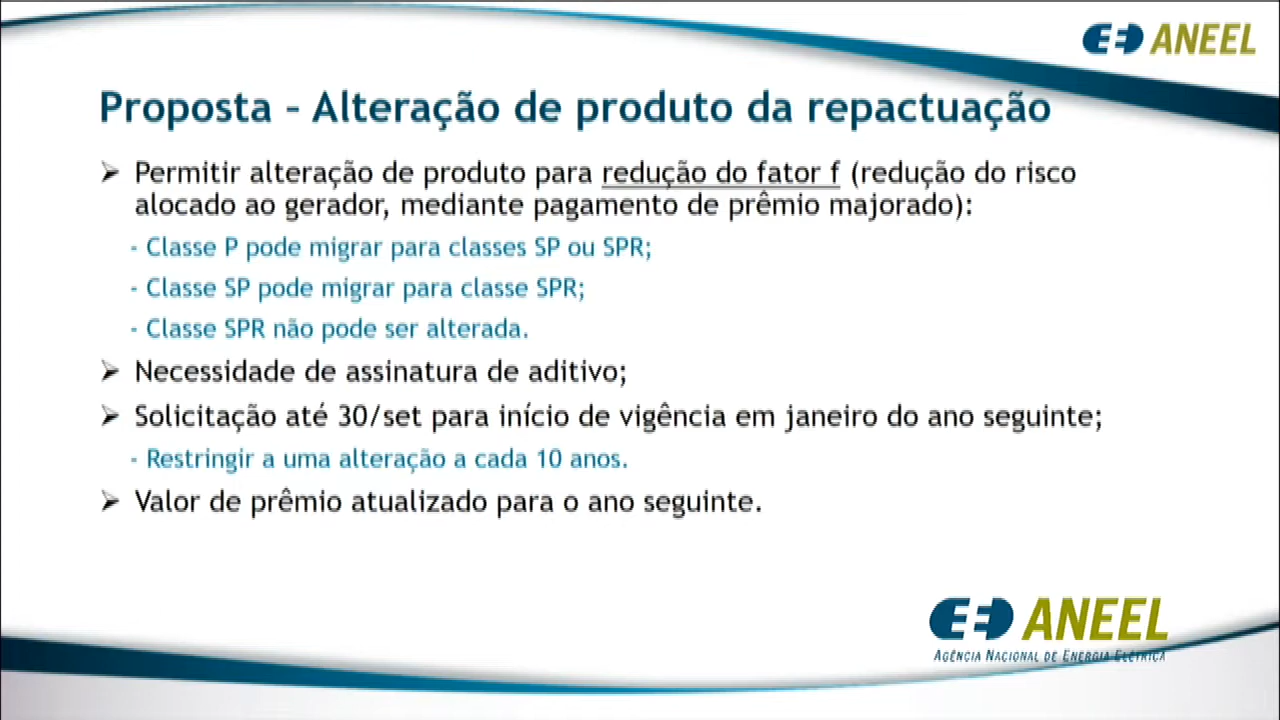 ANEEL
Proposta – Alteração de produto da repactuação
➢ Permitir alteração de produto para redução do fator f (redução do risco
alocado ao gerador, mediante pagamento de prêmio majorado):
- Classe P pode migrar para classes SP ou SPR;
- Classe SP pode migrar para classe SPR;
- Classe SPR não pode ser alterada.
➢ Necessidade de assinatura de aditivo;
➢ Solicitação até 30/set para início de vigência em janeiro do ano seguinte;
- Restringir a uma alteração a cada 10 anos.
➢ Valor de prêmio atualizado para o ano seguinte.
ANEEL
AGÊNCIA NACIONAL DE ENERGIA ELÉTRICA